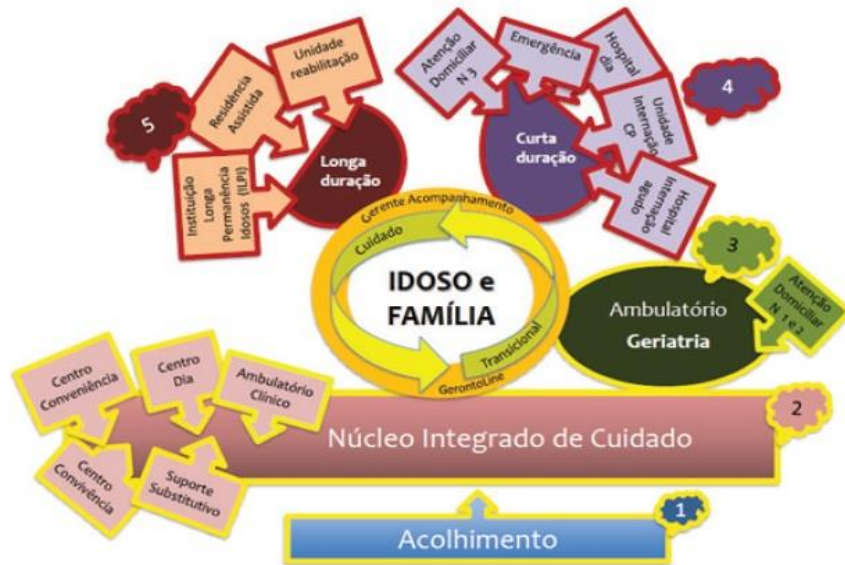 5
Instituição
Longa
Permanência
Idosos (ILPI)
Residência
Assistida
Unidade
reabilitação
Longa
duração
Atenção
Domiciliar
N 3
Emergência
Hospital
dia
Unidade
Internação
CP
Hospital
Internação
agudo
Curta
duração
4
Gerente Acompanhamento
Cuidado
IDOSO e
FAMÍLIA
Transicional
GerontoLine
3
Ambulatório
Geriatria
Atenção
Domiciliar
N 1 e 2
Centro
Conveniência
Centro
Dia
Ambulatório
Clínico
Centro
Convivência
Suporte
Substitutivo
Núcleo Integrado de Cuidado
2
Acolhimento
1